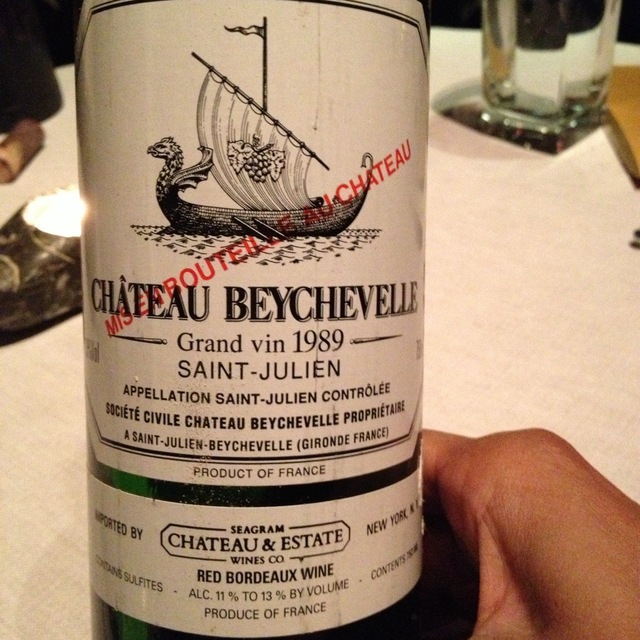 MIS EN BOUTEILLE AU CHATEAU
CHÂTEAU BEYCHEVELLE
Grand vin 1989
SAINT-JULIEN
APPELLATION SAINT-JULIEN CONTRÔLÉE
SOCIÉTÉ CIVILE CHATEAU BEYCHEVELLE PROPRIÉTAIRE
A SAINT-JULIEN-BEYCHEVELLE (GIRONDE FRANCE)
PRODUCT OF FRANCE
IMPORTED BY
SEAGRAM
CHATEAU & ESTATE
WINES CO.
NEW YORK, N.
RED BORDEAUX WINE
CONTAINS SULFITES - ALC. 11 % TO 13 % BY VOLUME - CONTENTS
PRODUCE OF FRANCE